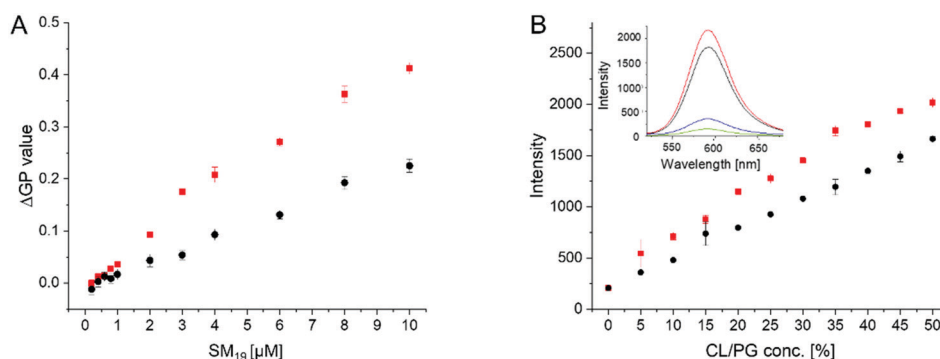 A
ΔGP value
0.5
0.4
0.3
0.2
0.1
0.0
0 1 2 3 4 5 6 7 8 9 10
SM19 [µM]
B
Intensity
2500
2000
1500
1000
500
0
0 5 10 15 20 25 30 35 40 45 50
CL/PG conc. [%]
Intensity
2000
1500
1000
500
0
550 600 650
Wavelength [nm]